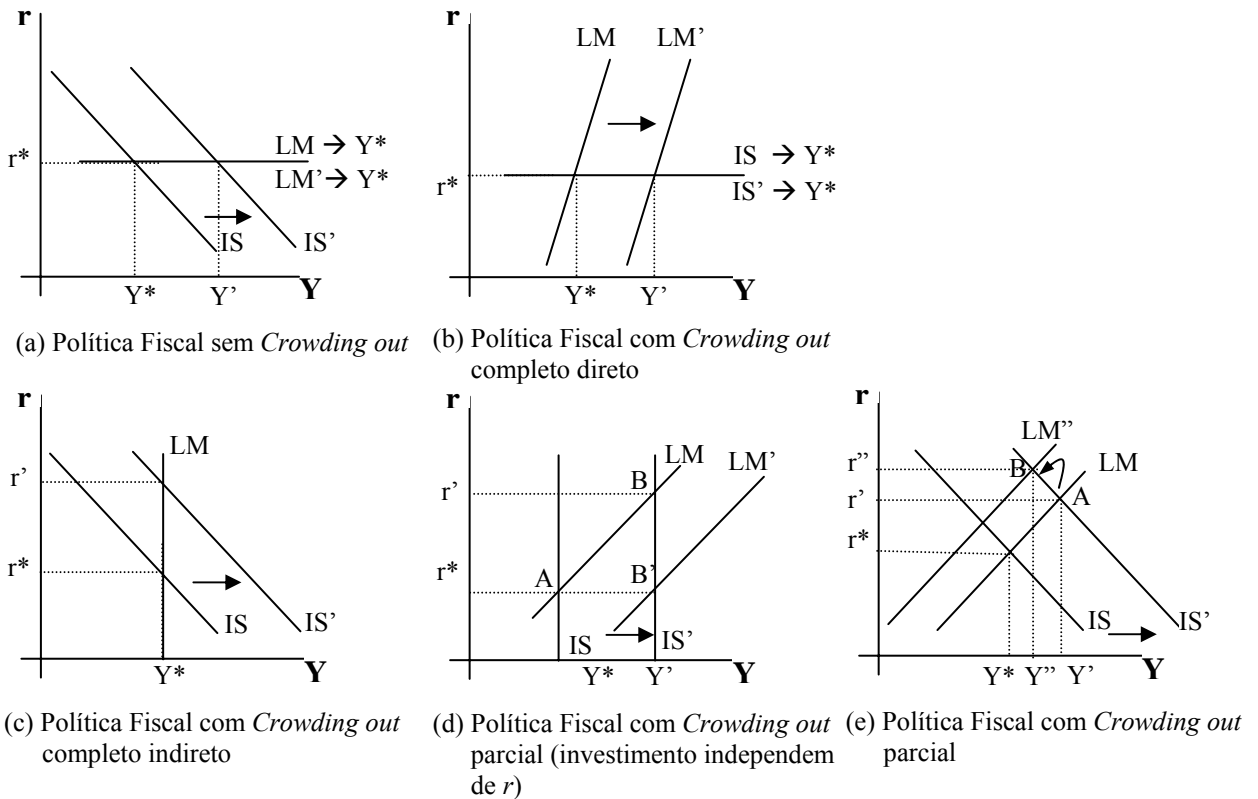 r
LM → Y*
r*
LM’ → Y*
IS
IS’
Y*
Y’
Y
(a) Política Fiscal sem Crowding out
r
LM
LM’
IS → Y*
r*
IS’ → Y*
Y*
Y’
Y
(b) Política Fiscal com Crowding out
completo direto
r
LM
r’
r*
IS
IS’
Y*
Y
(c) Política Fiscal com Crowding out
completo indireto
r
LM
LM’
r’
B
r*
A
B’
IS
IS’
Y*
Y’
Y
(d) Política Fiscal com Crowding out
parcial (investimento independem
de r)
r
LM”
r”
B
LM
r’
A
r*
IS
IS’
Y*
Y”
Y’
Y
(e) Política Fiscal com Crowding out
parcial